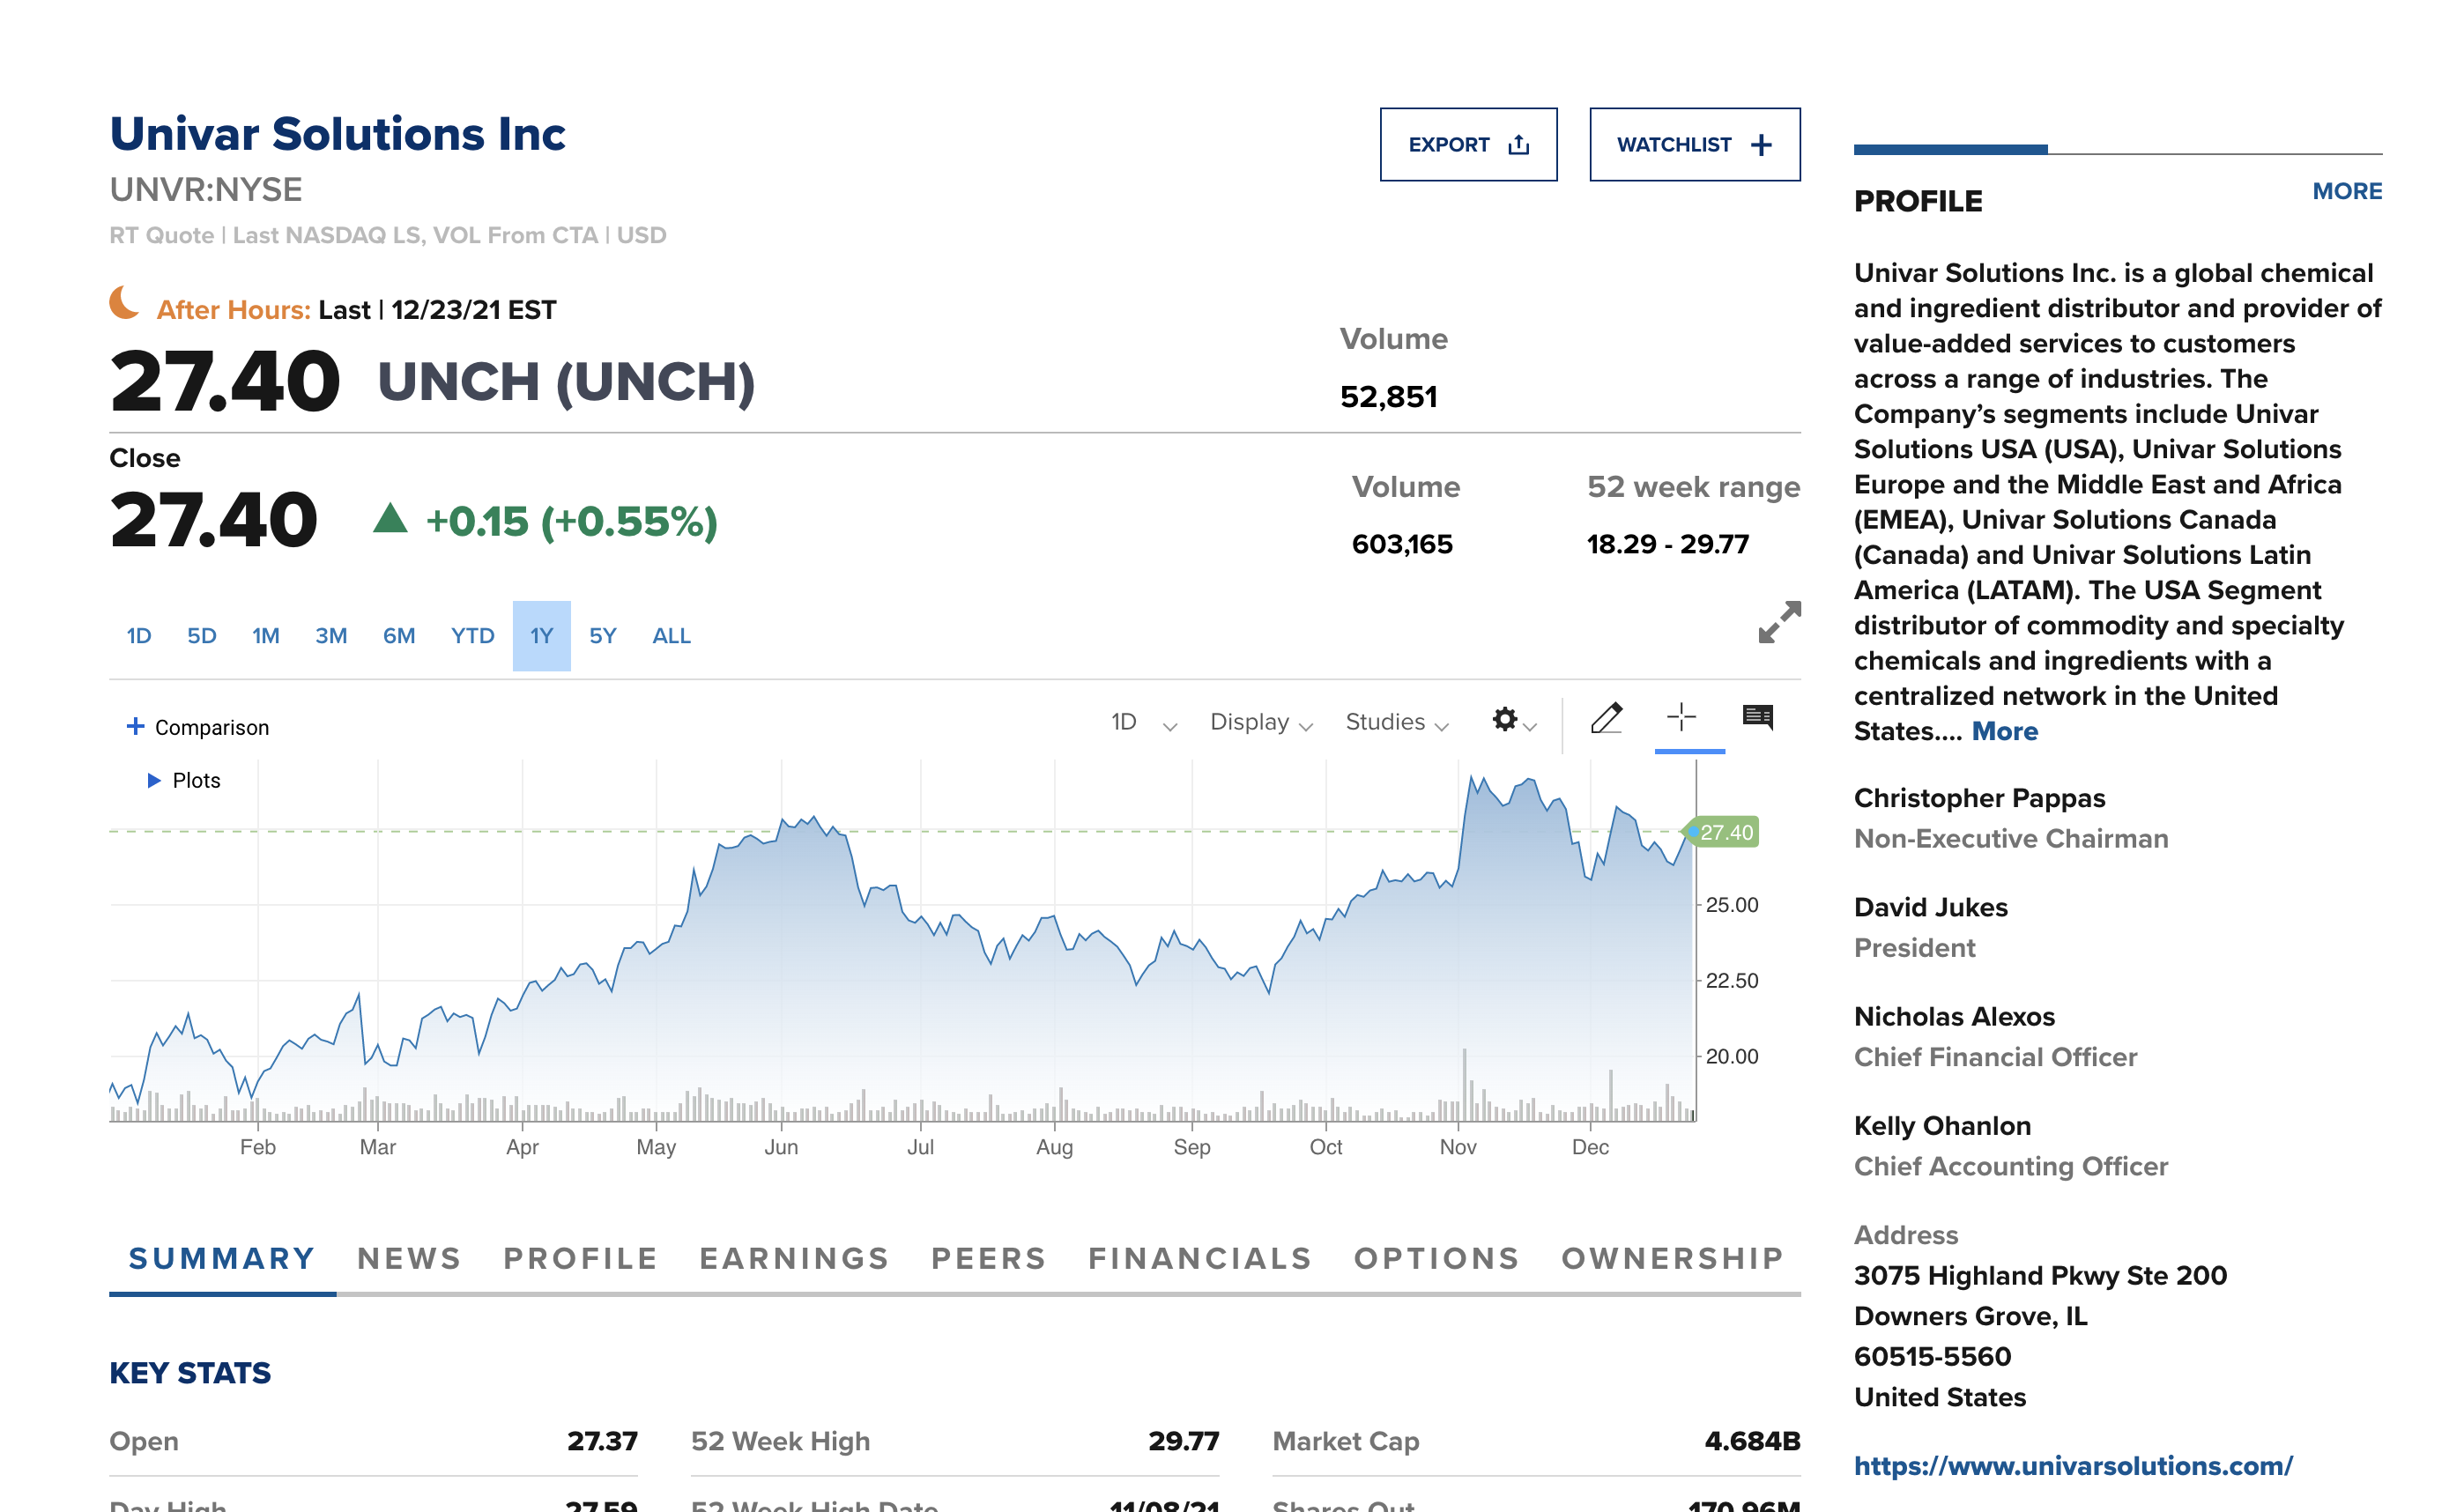 Univar Solutions Inc
UNVR:NYSE
RT Quote | Last NASDAQ LS, VOL From CTA | USD
EXPORT
WATCHLIST
After Hours: Last | 12/23/21 EST
27.40 UNCH (UNCH)
Volume
52,851
Close
27.40 +0.15 (+0.55%)
Volume
603,165
52 week range
18.29 - 29.77
1D 5D 1M 3M 6M YTD 1Y 5Y ALL
+ Comparison
1D Display Studies
Plots
27.40
25.00
22.50
20.00
Feb Mar Apr May Jun Jul Aug Sep Oct Nov Dec
SUMMARY NEWS PROFILE EARNINGS PEERS FINANCIALS OPTIONS OWNERSHIP
KEY STATS
Open 27.37
52 Week High 29.77
Market Cap 4.684B
Day High 27.59
52 Week High Date 11/08/21
Shares Out 170.96M
PROFILE
MORE
Univar Solutions Inc. is a global chemical
and ingredient distributor and provider of
value-added services to customers
across a range of industries. The
Company’s segments include Univar
Solutions USA (USA), Univar Solutions
Europe and the Middle East and Africa
(EMEA), Univar Solutions Canada
(Canada) and Univar Solutions Latin
America (LATAM). The USA Segment
distributor of commodity and specialty
chemicals and ingredients with a
centralized network in the United
States.... More
Christopher Pappas
Non-Executive Chairman
David Jukes
President
Nicholas Alexos
Chief Financial Officer
Kelly Ohanlon
Chief Accounting Officer
Address
3075 Highland Pkwy Ste 200
Downers Grove, IL
60515-5560
United States
https://www.univarsolutions.com/